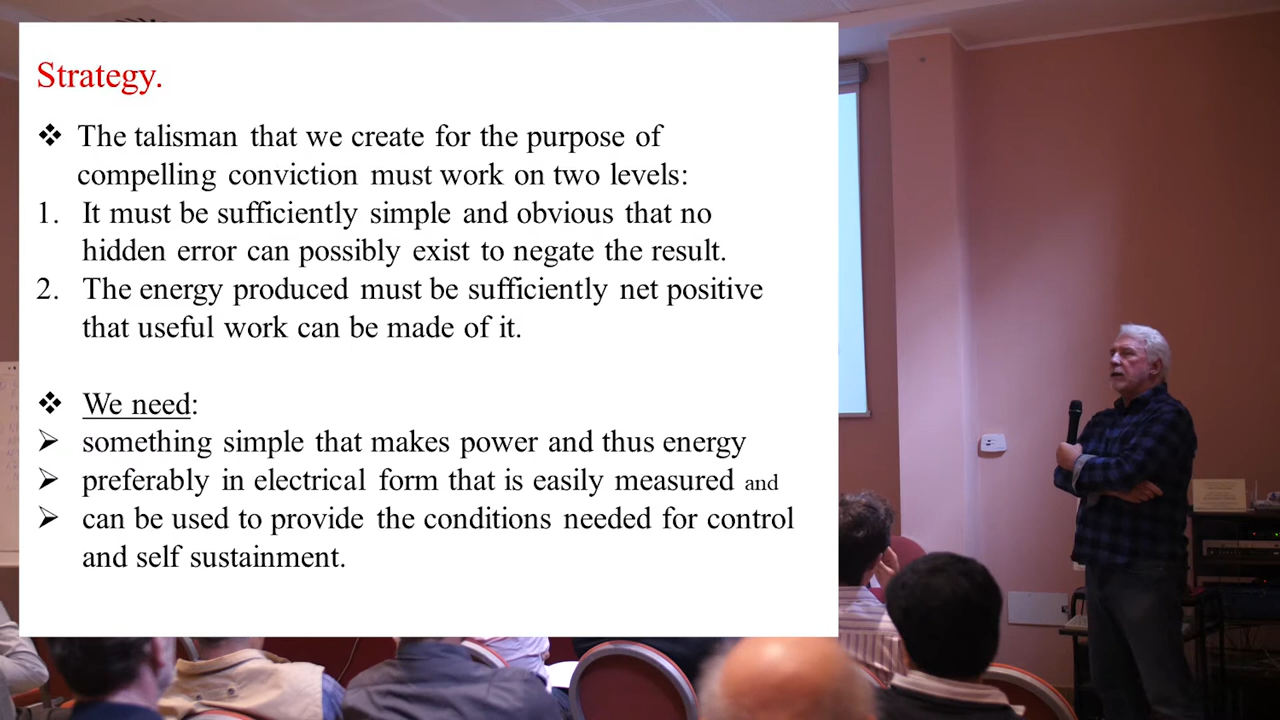 Strategy.
❖ The talisman that we create for the purpose of
compelling conviction must work on two levels:
1. It must be sufficiently simple and obvious that no
hidden error can possibly exist to negate the result.
2. The energy produced must be sufficiently net positive
that useful work can be made of it.
❖ We need:
➢ something simple that makes power and thus energy
➢ preferably in electrical form that is easily measured and
➢ can be used to provide the conditions needed for control
and self sustainment.